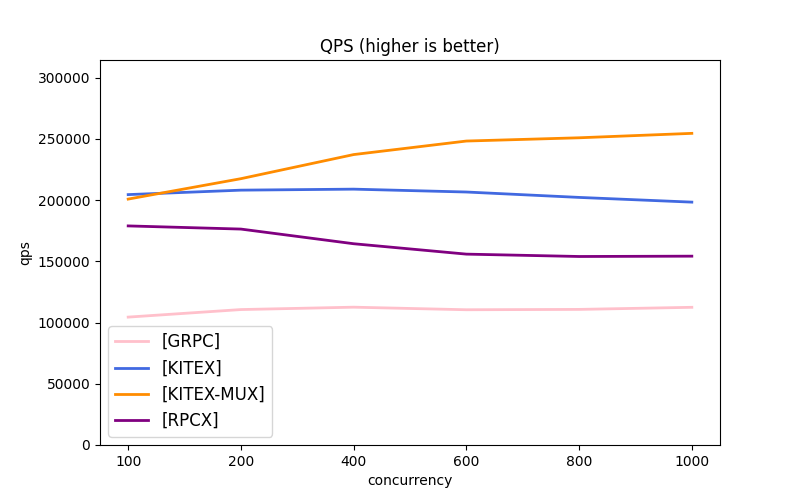 QPS (higher is better)
300000
250000
200000
150000
100000
50000
0
qps
[GRPC]
[KITEX]
[KITEX-MUX]
[RPCX]
100 200 400 600 800 1000
concurrency